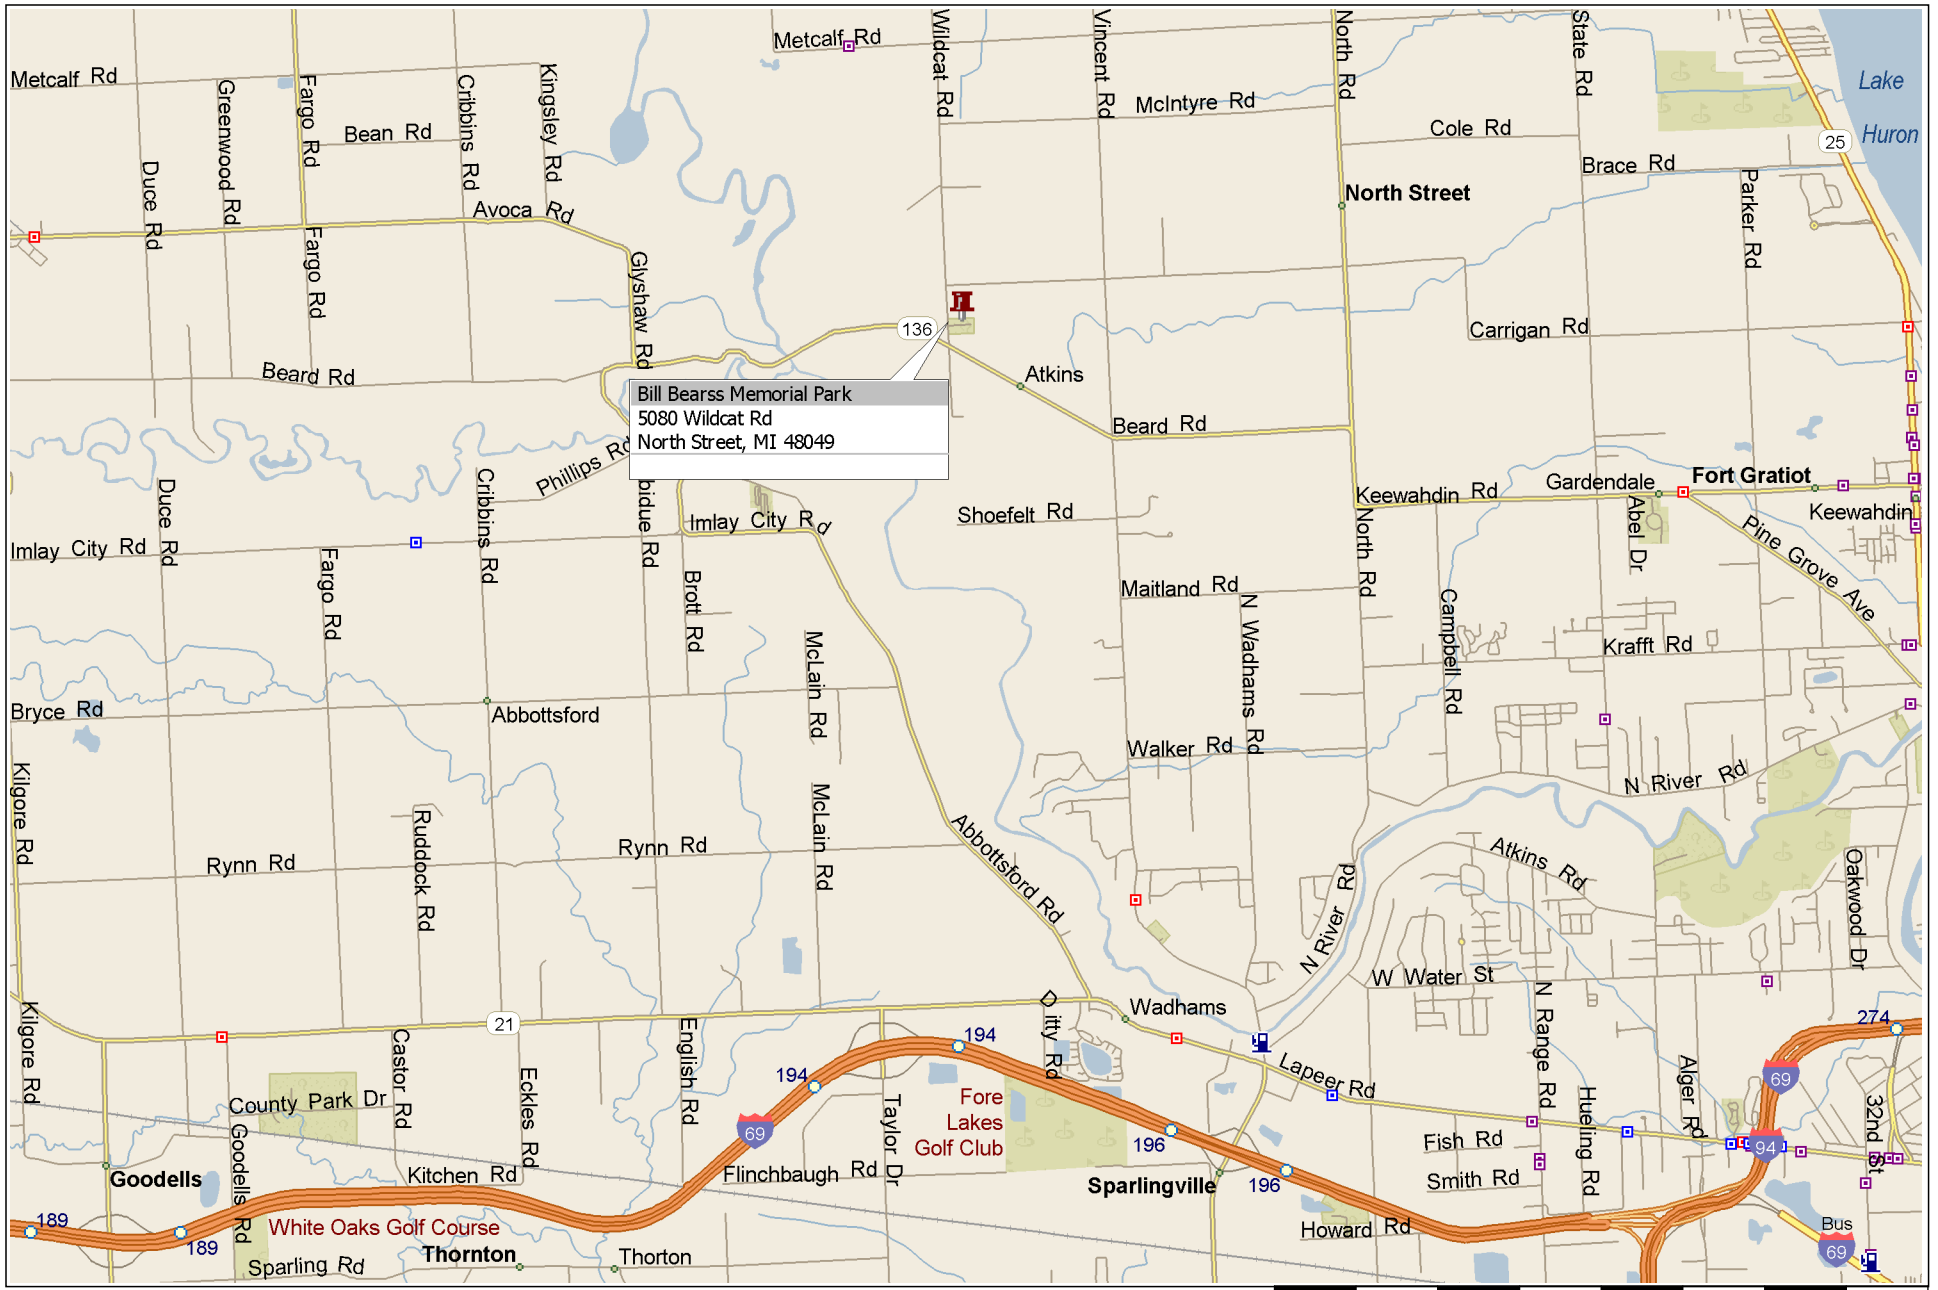 Metcalf Rd
Metcalf Rd
Wildcat Rd
Vincent Rd
North Rd
State Rd
Lake
Huron
25
Greenwood Rd
Fargo Rd
Cribbins Rd
Kingsley Rd
Bean Rd
McIntyre Rd
Cole Rd
Brace Rd
Parker Rd
Duce Rd
North Street
Avoca Rd
Fargo Rd
Glyshaw Rd
136
Carrigan Rd
Beard Rd
Atkins
Bill Bearss Memorial Park
5080 Wildcat Rd
North Street, MI 48049
Beard Rd
Phillips Rd
Cribbins Rd
Duce Rd
bidue Rd
Imlay City Rd
Imlay City Rd
Shoefelt Rd
Keewahdin Rd
Gardendale
Fort Gratiot
Keewahdin
Abel Dr
Pine Grove Ave
North Rd
Fargo Rd
Brott Rd
Maitland Rd
N Wadhams Rd
Campbell Rd
Krafft Rd
McLain Rd
Bryce Rd
Abbottsford
Walker Rd
N River Rd
Kilgore Rd
McLain Rd
Ruddock Rd
Rynn Rd
Rynn Rd
Abbottsford Rd
Atkins Rd
Oakwood Dr
N River Rd
W Water St
Kilgore Rd
21
Wadhams
N Range Rd
274
Castor Rd
English Rd
194
194
D itty Rd
Lapeer Rd
Alger Rd
69
Eckles Rd
County Park Dr
Goodells Rd
Taylor Dr
Fore
Lakes
Golf Club
69
196
Hueling Rd
32nd St
Fish Rd
94
Goodells
Kitchen Rd
Flinchbaugh Rd
Sparlingville
196
Smith Rd
189
189
White Oaks Golf Course
Howard Rd
Bus
69
Sparling Rd
Thornton
Thorton